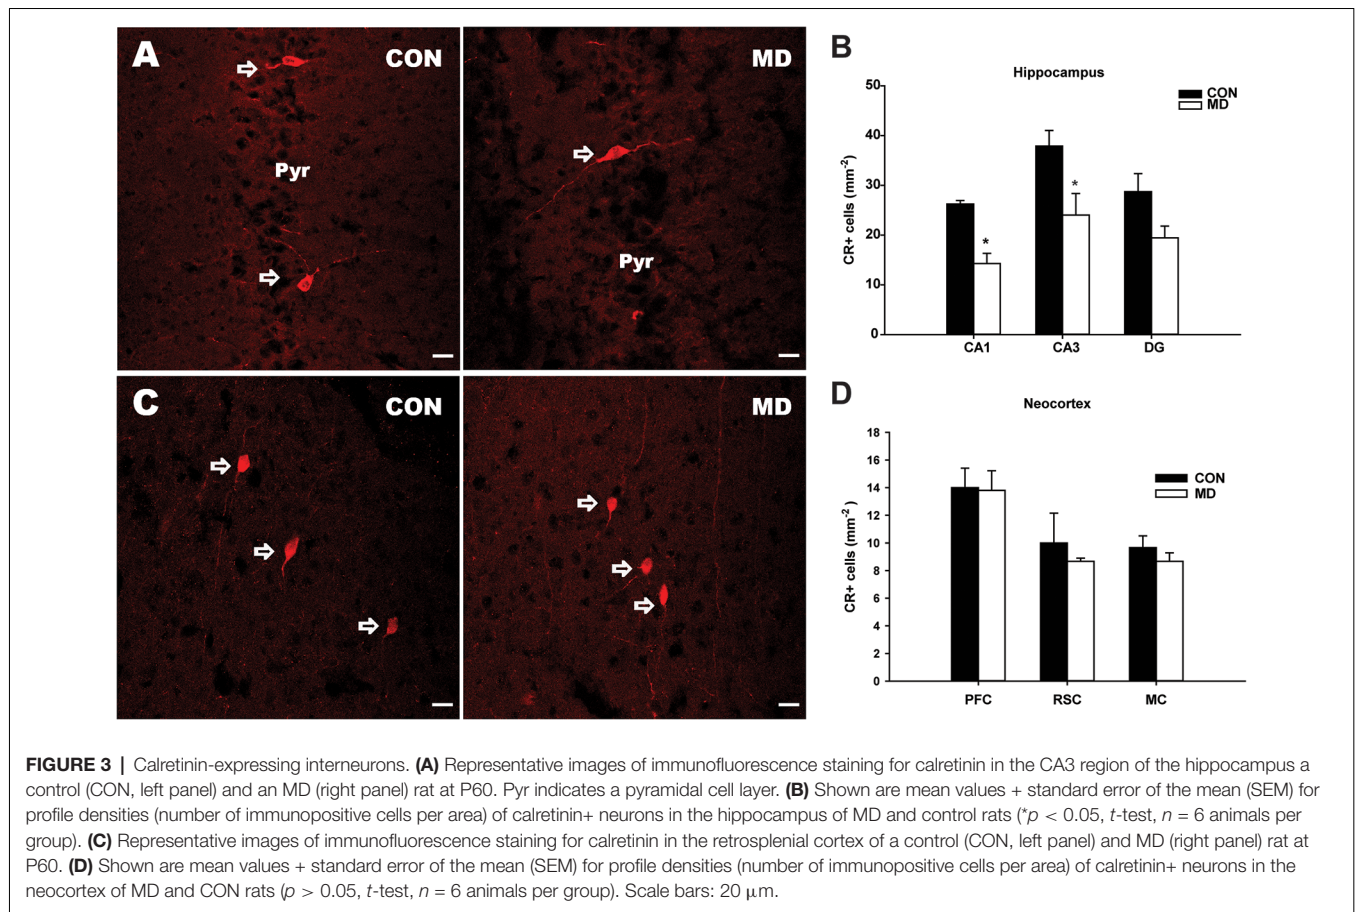 A
CON
Pyr
MD
Pyr
B
Hippocampus
CON
MD
CR+ cells (mm-2)
50
40
30
20
10
0
*
*
CA1
CA3
DG
C
CON
MD
D
Neocortex
CON
MD
CR+ cells (mm-2)
18
16
14
12
10
8
6
4
2
0
PFC
RSC
MC
FIGURE 3 | Calretinin-expressing interneurons. (A) Representative images of immunofluorescence staining for calretinin in the CA3 region of the hippocampus a
control (CON, left panel) and an MD (right panel) rat at P60. Pyr indicates a pyramidal cell layer. (B) Shown are mean values + standard error of the mean (SEM) for
profile densities (number of immunopositive cells per area) of calretinin+ neurons in the hippocampus of MD and control rats (*p < 0.05, t-test, n = 6 animals per
group). (C) Representative images of immunofluorescence staining for calretinin in the retrosplenial cortex of a control (CON, left panel) and MD (right panel) rat at
P60. (D) Shown are mean values + standard error of the mean (SEM) for profile densities (number of immunopositive cells per area) of calretinin+ neurons in the
neocortex of MD and CON rats (p > 0.05, t-test, n = 6 animals per group). Scale bars: 20 μm.